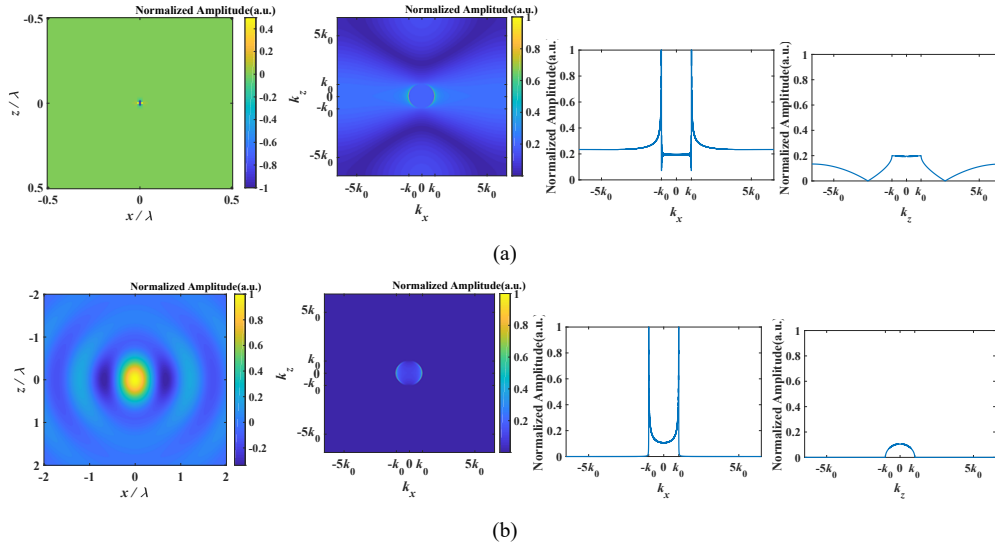 Normalized Amplitude(a.u.)
-0.5
0
0.5
z / λ
-0.5
0
0.5
x / λ
0.5
0.4
0.2
0
-0.2
-0.4
-0.6
-0.8
-1
Normalized Amplitude(a.u.)
5k0
k0
0
-k0
-5k0
kz
-5k0
-k0 0 k0
5k0
kx
1
0.8
0.6
0.4
0.2
Normalized Amplitude(a.u.)
1
0.8
0.6
0.4
0.2
0
-5k0
-k0 0 k0
5k0
kx
Normalized Amplitude(a.u.)
1
0.8
0.6
0.4
0.2
0
-5k0
-k0 0 k0
5k0
kz
(a)
Normalized Amplitude(a.u.)
-2
-1
0
1
2
z / λ
-2
-1
0
1
2
x / λ
1
0.8
0.6
0.4
0.2
0
-0.2
Normalized Amplitude(a.u.)
5k0
k0
0
-k0
-5k0
kz
-5k0
-k0 0 k0
5k0
kx
1
0.8
0.6
0.4
0.2
Normalized Amplitude(a.u.)
1
0.8
0.6
0.4
0.2
0
-5k0
-k0 0 k0
5k0
kx
Normalized Amplitude(a.u.)
1
0.8
0.6
0.4
0.2
0
-5k0
-k0 0 k0
5k0
kz
(b)